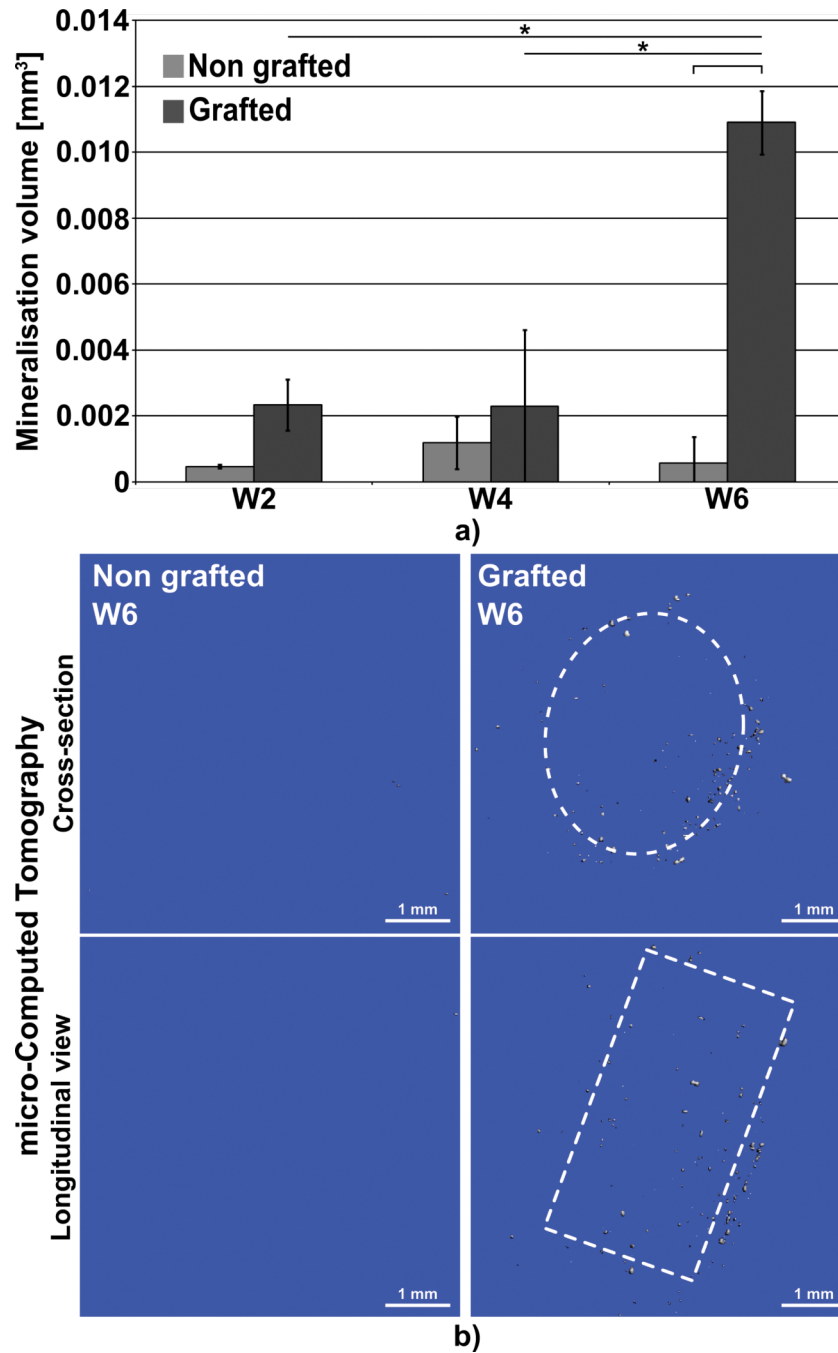 *
*
Non grafted
Grafted
Mineralisation volume [mm³]
0.014
0.012
0.010
0.008
0.006
0.004
0.002
0
W2 W4 W6
a)
Non grafted
W6
Grafted
W6
micro-Computed Tomography
Cross-section
1 mm
1 mm
Longitudinal view
1 mm
1 mm
b)